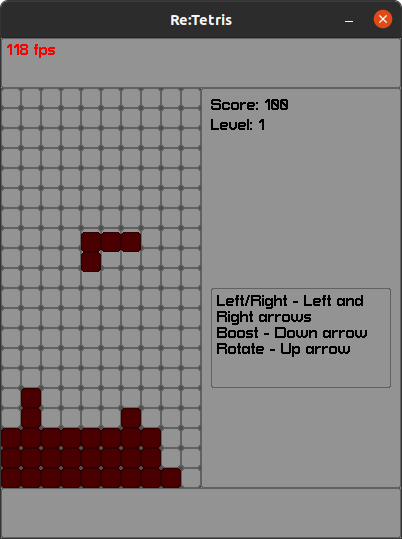 Re:Tetris
118 fps
Score: 100
Level: 1
Left/Right - Left and
Right arrows
Boost - Down arrow
Rotate - Up arrow